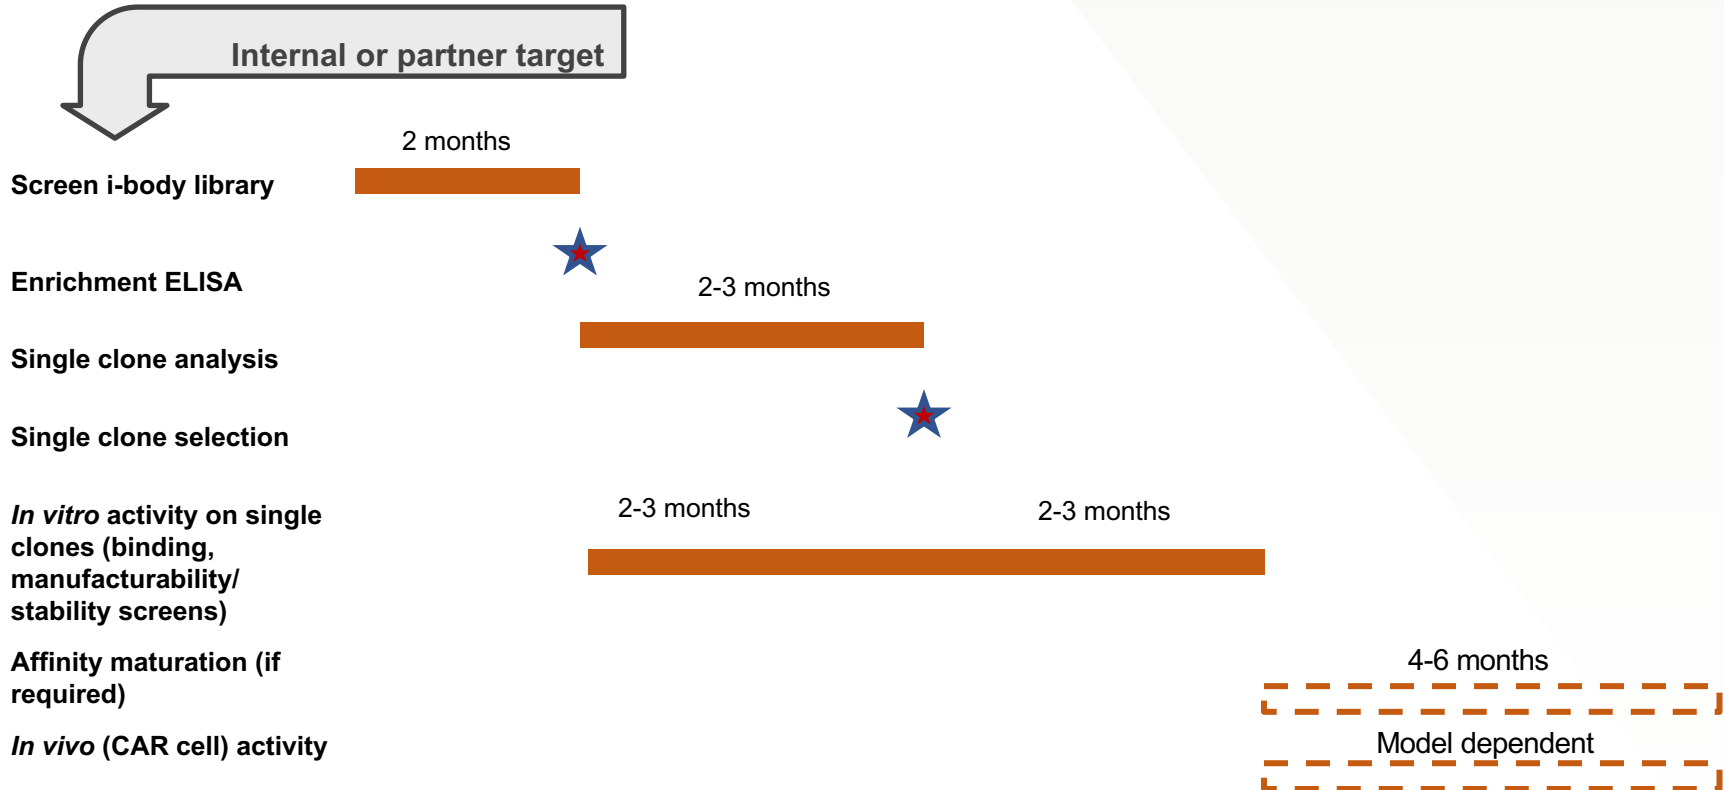 Internal or partner target
2 months
Screen i-body library
Enrichment ELISA
2-3 months
Single clone analysis
Single clone selection
In vitro activity on single
clones (binding,
manufacturability/
stability screens)
2-3 months
2-3 months
Affinity maturation (if
required)
4-6 months
In vivo (CAR cell) activity
Model dependent